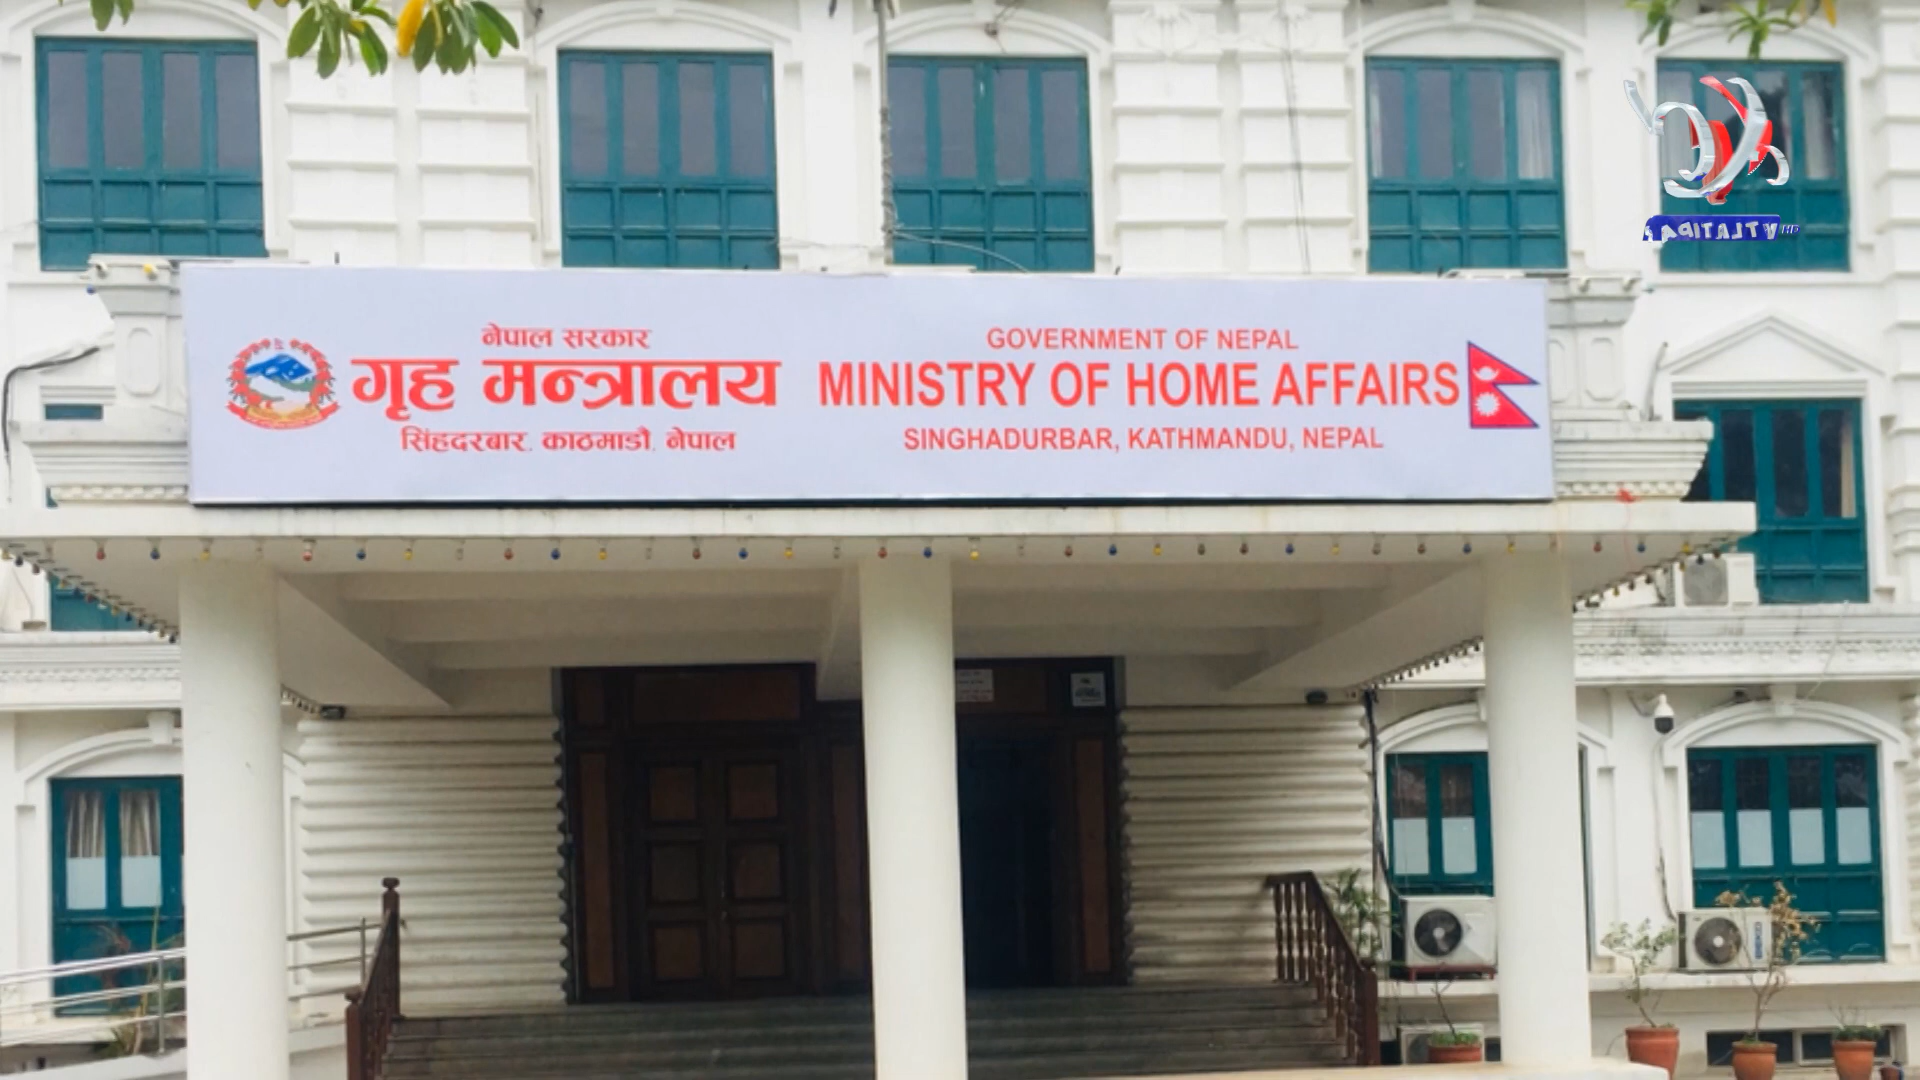 नेपाल सरकार
गृह मन्त्रालय
सिंहदरबार, काठमाडौं, नेपाल
GOVERNMENT OF NEPAL
MINISTRY OF HOME AFFAIRS
SINGHADURBAR, KATHMANDU, NEPAL